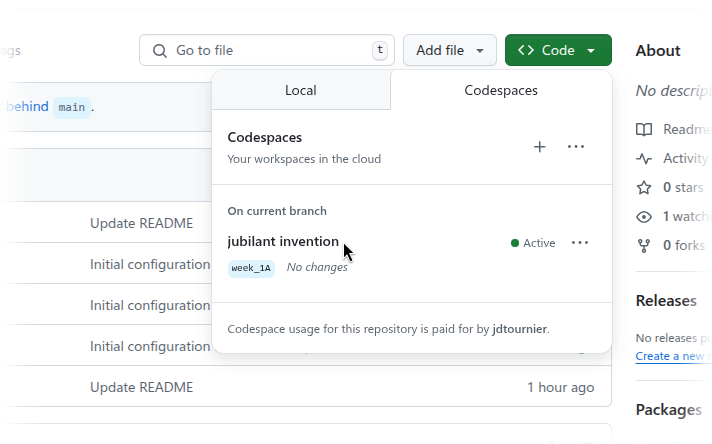 ags
Go to file
t
Add file
Code
About
Local
Codespaces
No descrip
behind main.
Codespaces
Your workspaces in the cloud
Readme
Activity
0 stars
1 watchi
0 forks
On current branch
Update README
jubilant invention
Active
Initial configuration
week_1A No changes
Initial configuration
Releases
Codespace usage for this repository is paid for by jdtournier.
No releases pu
Initial configuration
Create a new r
Update README
1 hour ago
Packages